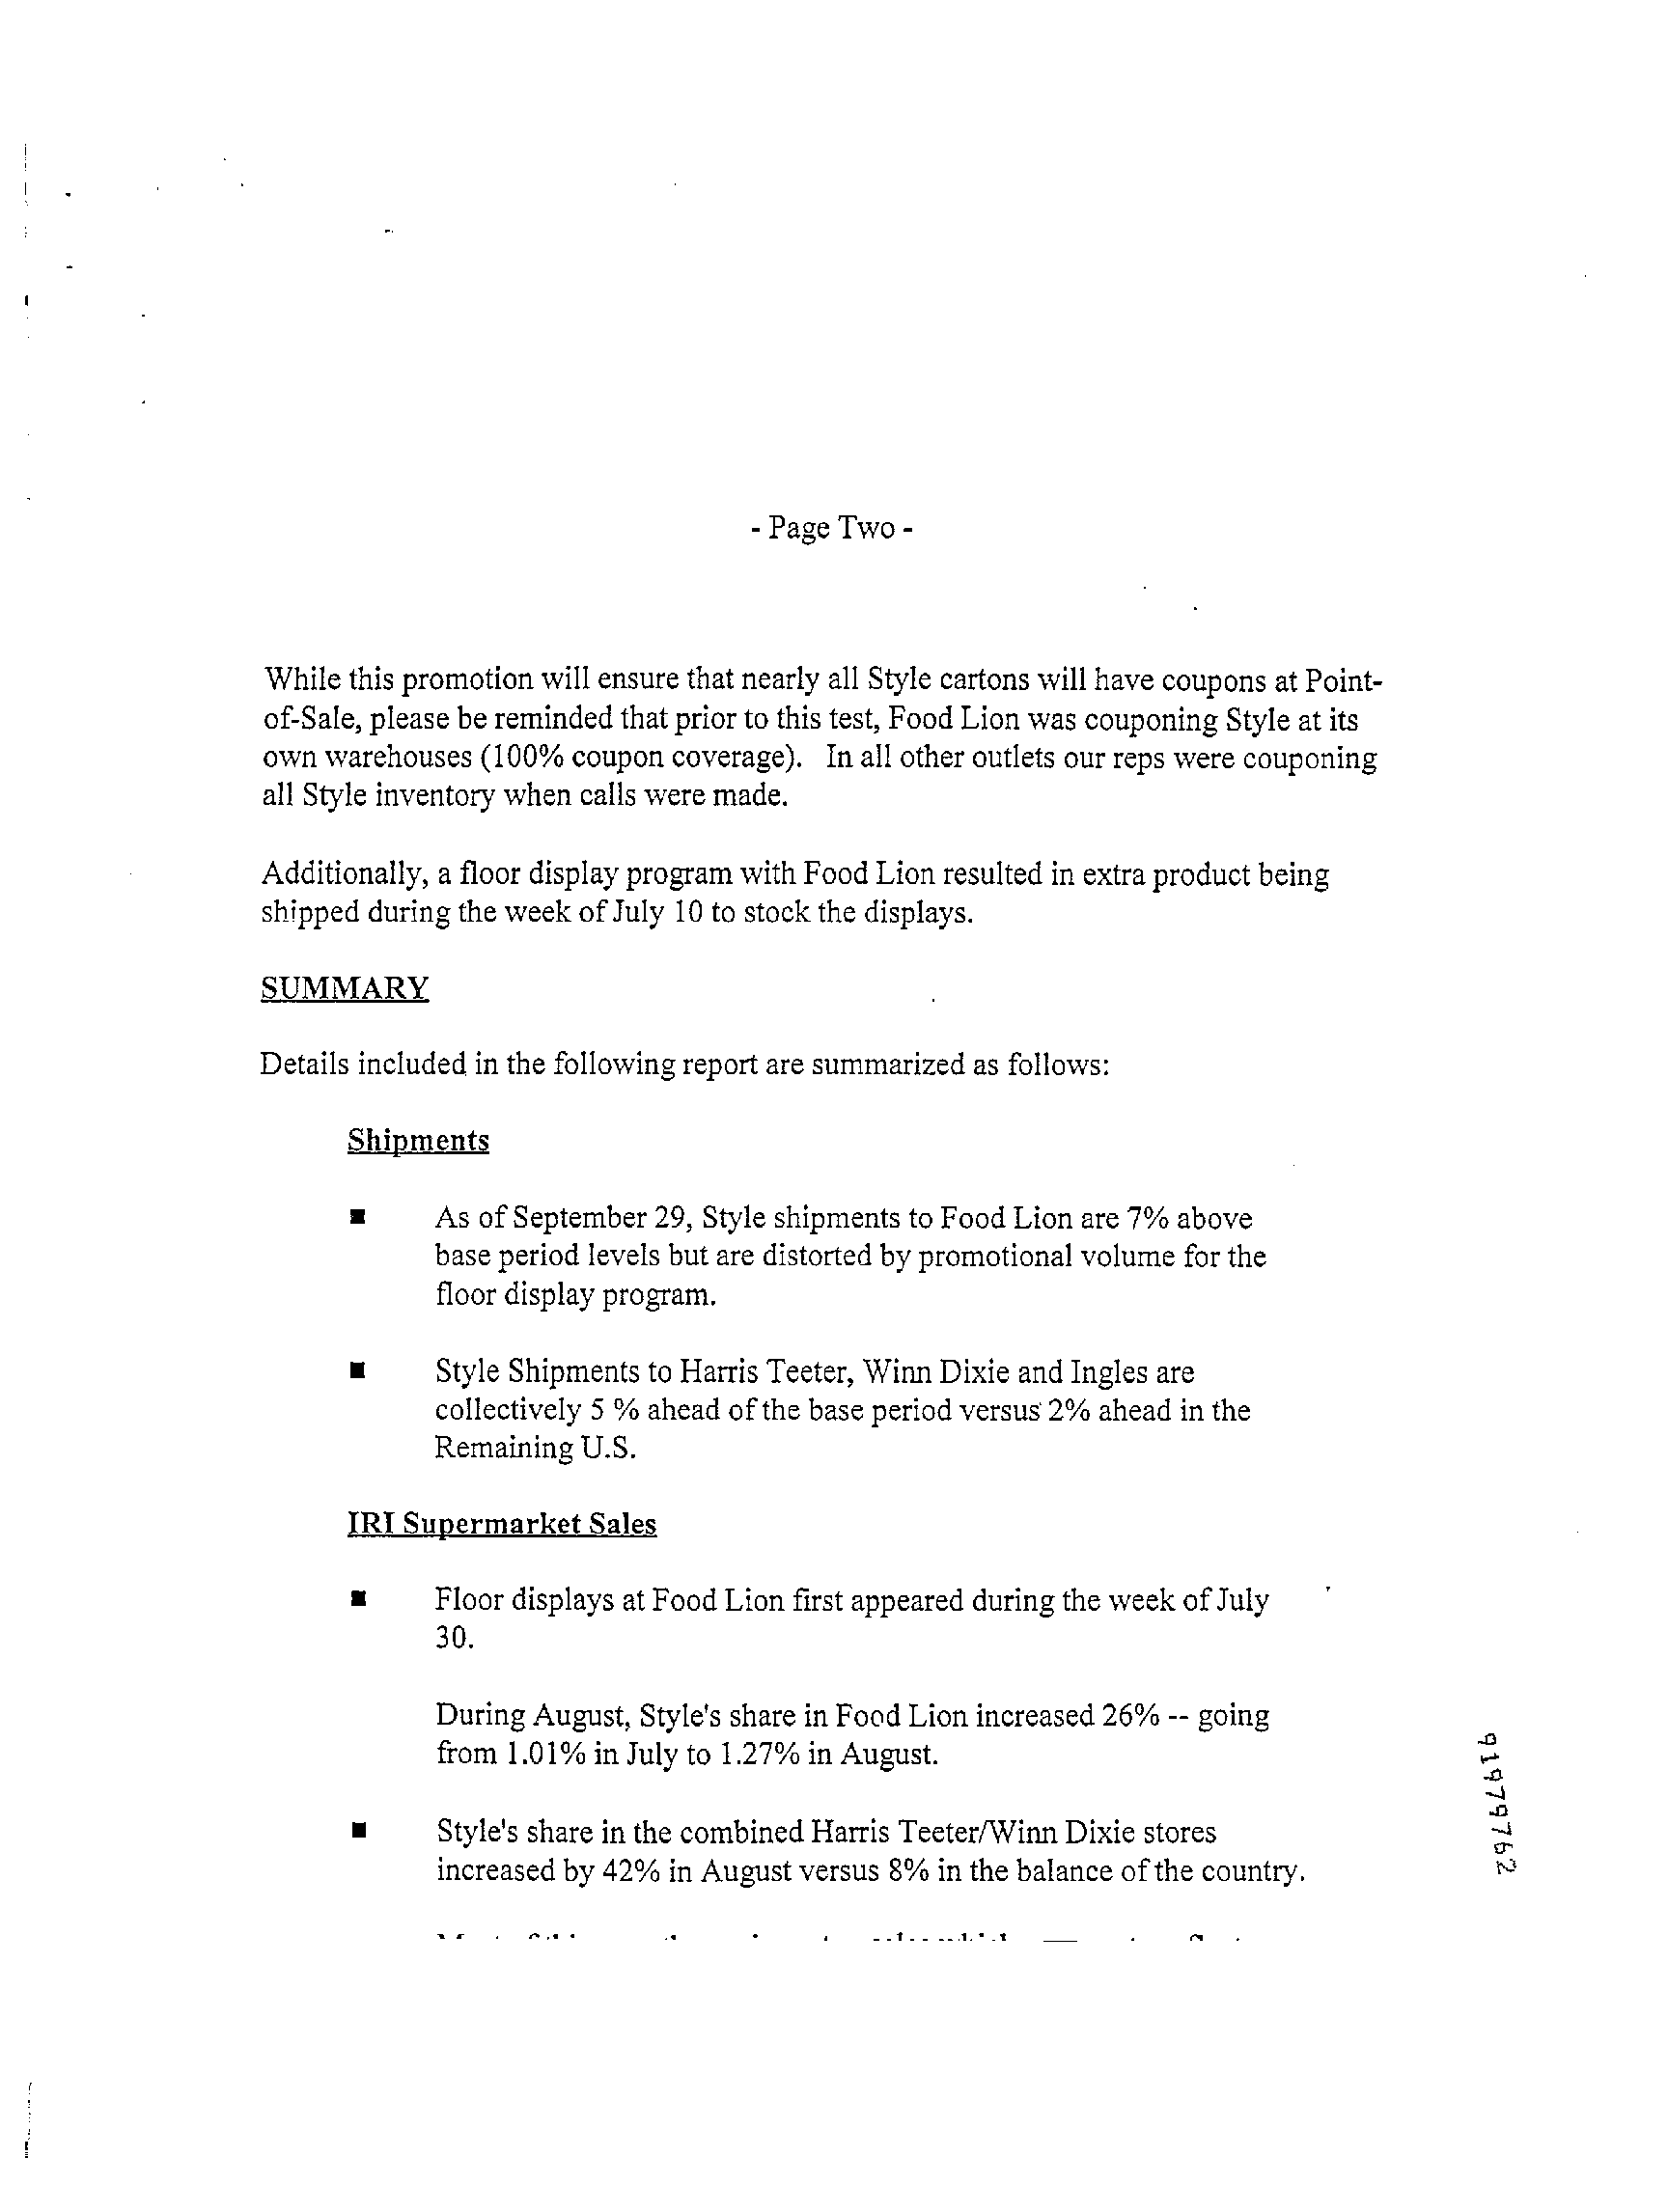 - Page Two -
While this promotion will ensure that nearly all Style cartons will have coupons at Point-
of-Sale, please be reminded that prior to this test, Food Lion was couponing Style at its
own warehouses (100% coupon coverage). In all other outlets our reps were couponing
all Style inventory when calls were made.
Additionally, a floor display program with Food Lion resulted in extra product being
shipped during the week of July 10 to stock the displays.
SUMMARY
Details included in the following report are summarized as follows:
Shipments
■ As of September 29, Style shipments to Food Lion are 7% above
base period levels but are distorted by promotional volume for the
floor display program.
■ Style Shipments to Harris Teeter, Winn Dixie and Ingles are
collectively 5 % ahead of the base period versus 2% ahead in the
Remaining U.S.
IRI Supermarket Sales
■ Floor displays at Food Lion first appeared during the week of July
30.
During August, Style's share in Food Lion increased 26% -- going
from 1.01% in July to 1.27% in August.
■ Style's share in the combined Harris Teeter/Winn Dixie stores
increased by 42% in August versus 8% in the balance of the country.
91979762